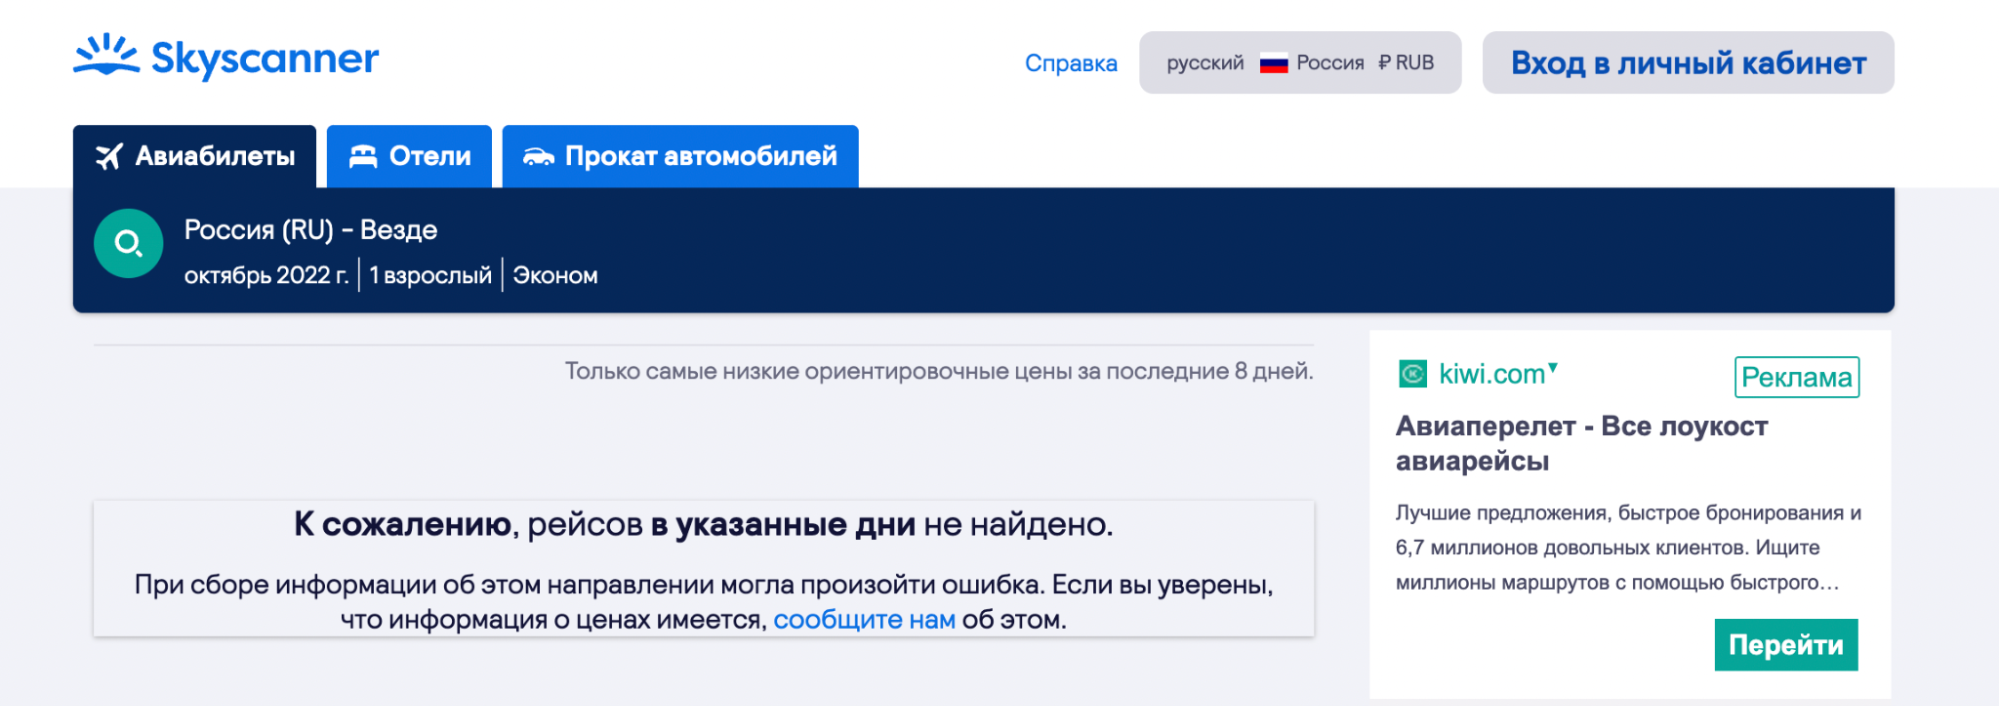 Skyscanner
Справка
русский Россия ₽ RUB
Вход в личный кабинет
Авиабилеты
Отели
Прокат автомобилей
Россия (RU) – Везде
октябрь 2022 г. | 1 взрослый | Эконом
Только самые низкие ориентировочные цены за последние 8 дней.
К сожалению, рейсов в указанные дни не найдено.
При сборе информации об этом направлении могла произойти ошибка. Если вы уверены,
что информация о ценах имеется, сообщите нам об этом.
kiwi.com▾
Реклама
Авиаперелет - Все лоукост
авиарейсы
Лучшие предложения, быстрое бронирования и
6,7 миллионов довольных клиентов. Ищите
миллионы маршрутов с помощью быстрого…
Перейти